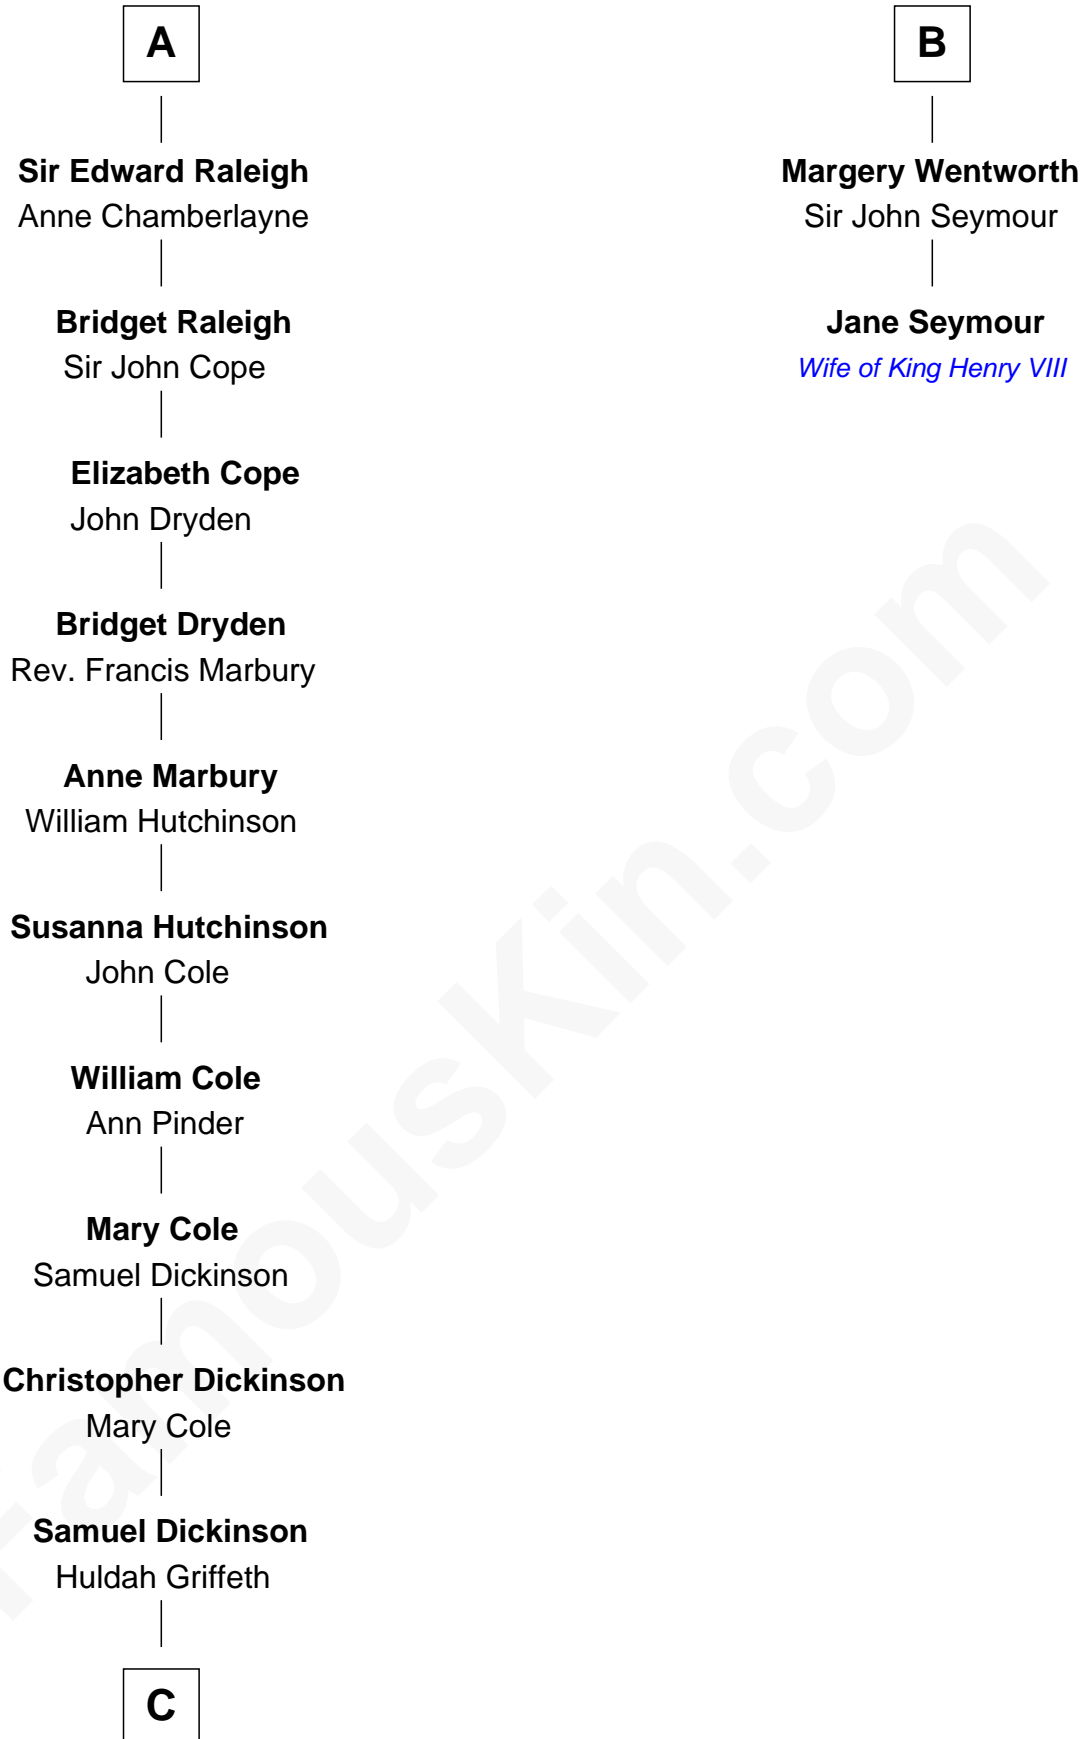 A
Sir Edward Raleigh
Anne Chamberlayne
Bridget Raleigh
Sir John Cope
Elizabeth Cope
John Dryden
Bridget Dryden
Rev. Francis Marbury
Anne Marbury
William Hutchinson
Susanna Hutchinson
John Cole
William Cole
Ann Pinder
Mary Cole
Samuel Dickinson
Christopher Dickinson
Mary Cole
Samuel Dickinson
Huldah Griffeth
C
B
Margery Wentworth
Sir John Seymour
Jane Seymour
Wife of King Henry VIII
FamousKin.com